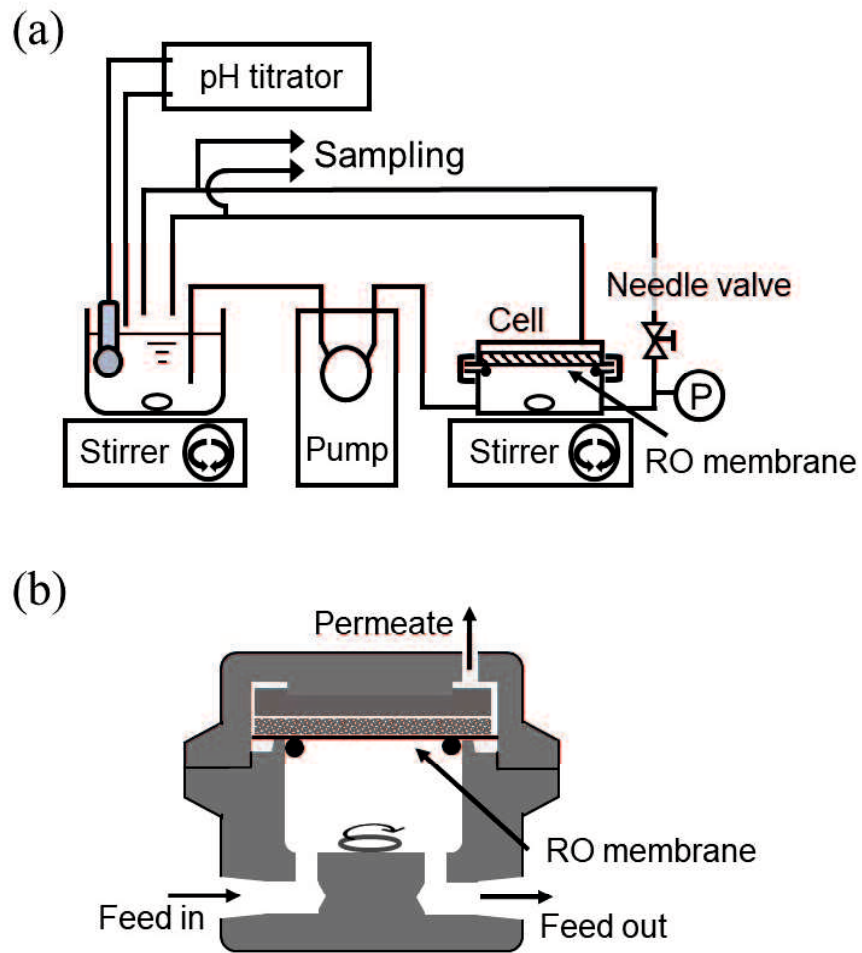 (a)
pH titrator
Sampling
Needle valve
Cell
P
Stirrer
Pump
Stirrer
RO membrane
(b)
Permeate
RO membrane
Feed in
Feed out